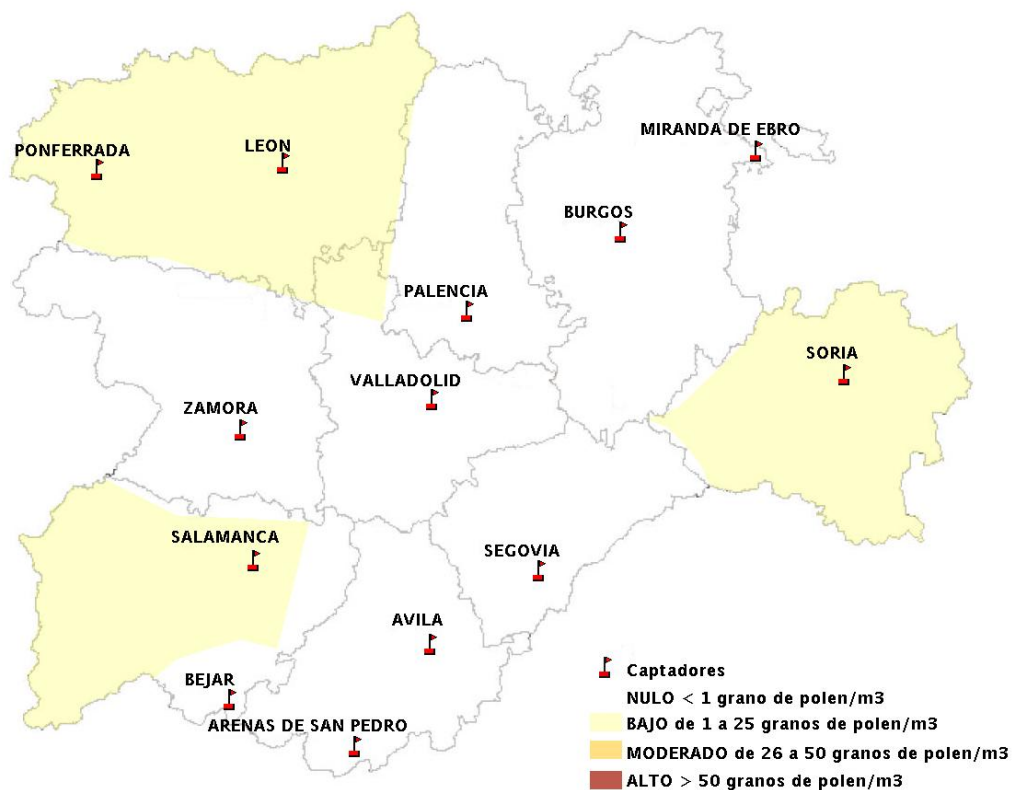 MIRANDA DE EBRO
PONFERRADA
LEON
BURGOS
PALENCIA
SORIA
VALLADOLID
ZAMORA
SALAMANCA
SEGOVIA
AVILA
BEJAR
ARENAS DE SAN PEDRO
Captadores
NULO < 1 grano de polen/m3
BAJO de 1 a 25 granos de polen/m3
MODERADO de 26 a 50 granos de polen/m3
ALTO > 50 granos de polen/m3